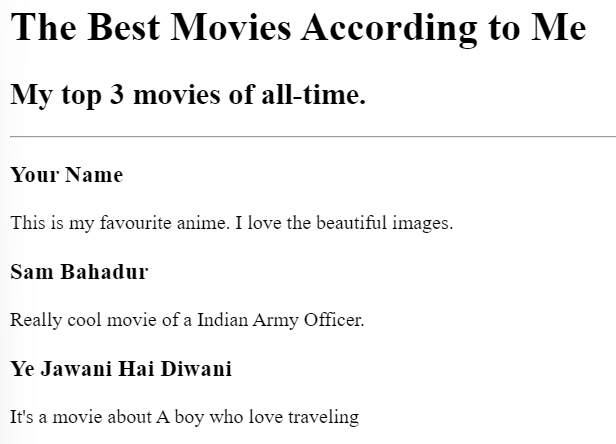 The Best Movies According to Me
My top 3 movies of all-time.
Your Name
This is my favourite anime. I love the beautiful images.
Sam Bahadur
Really cool movie of a Indian Army Officer.
Ye Jawani Hai Diwani
It's a movie about A boy who love traveling